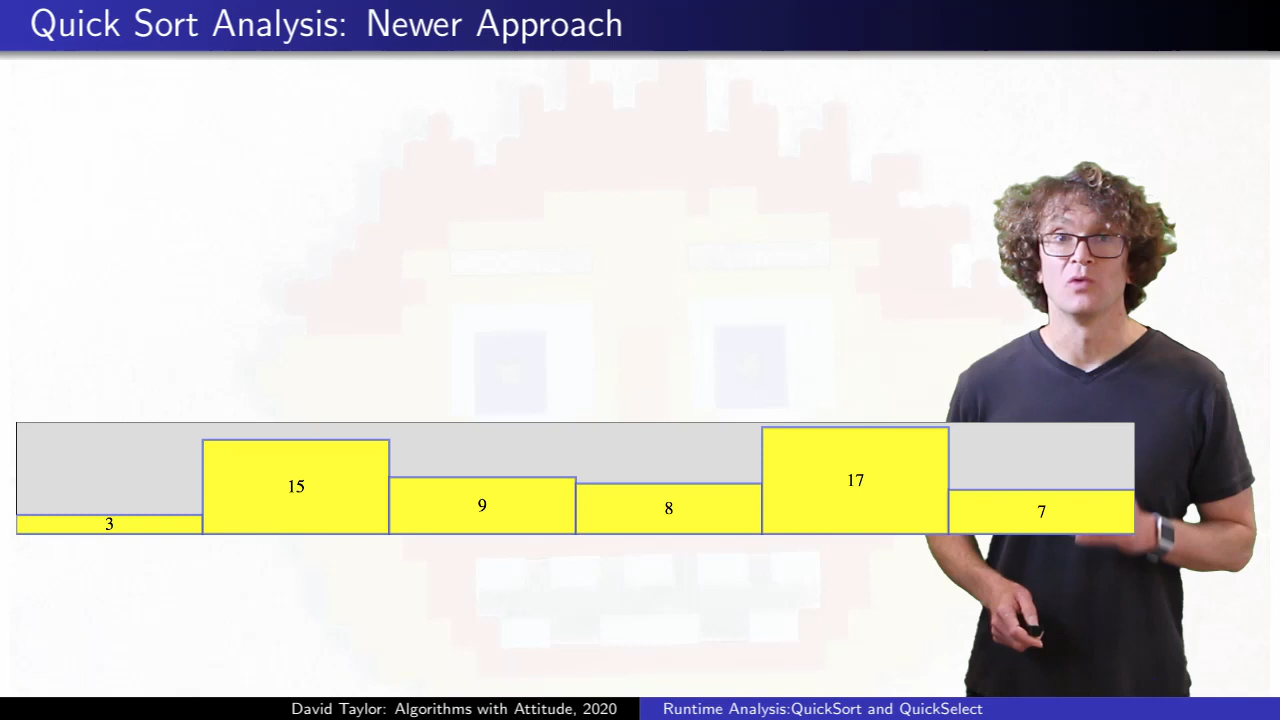 Quick Sort Analysis: Newer Approach
3 15 9 8 17 7
David Taylor: Algorithms with Attitude, 2020 Runtime Analysis:QuickSort and QuickSelect